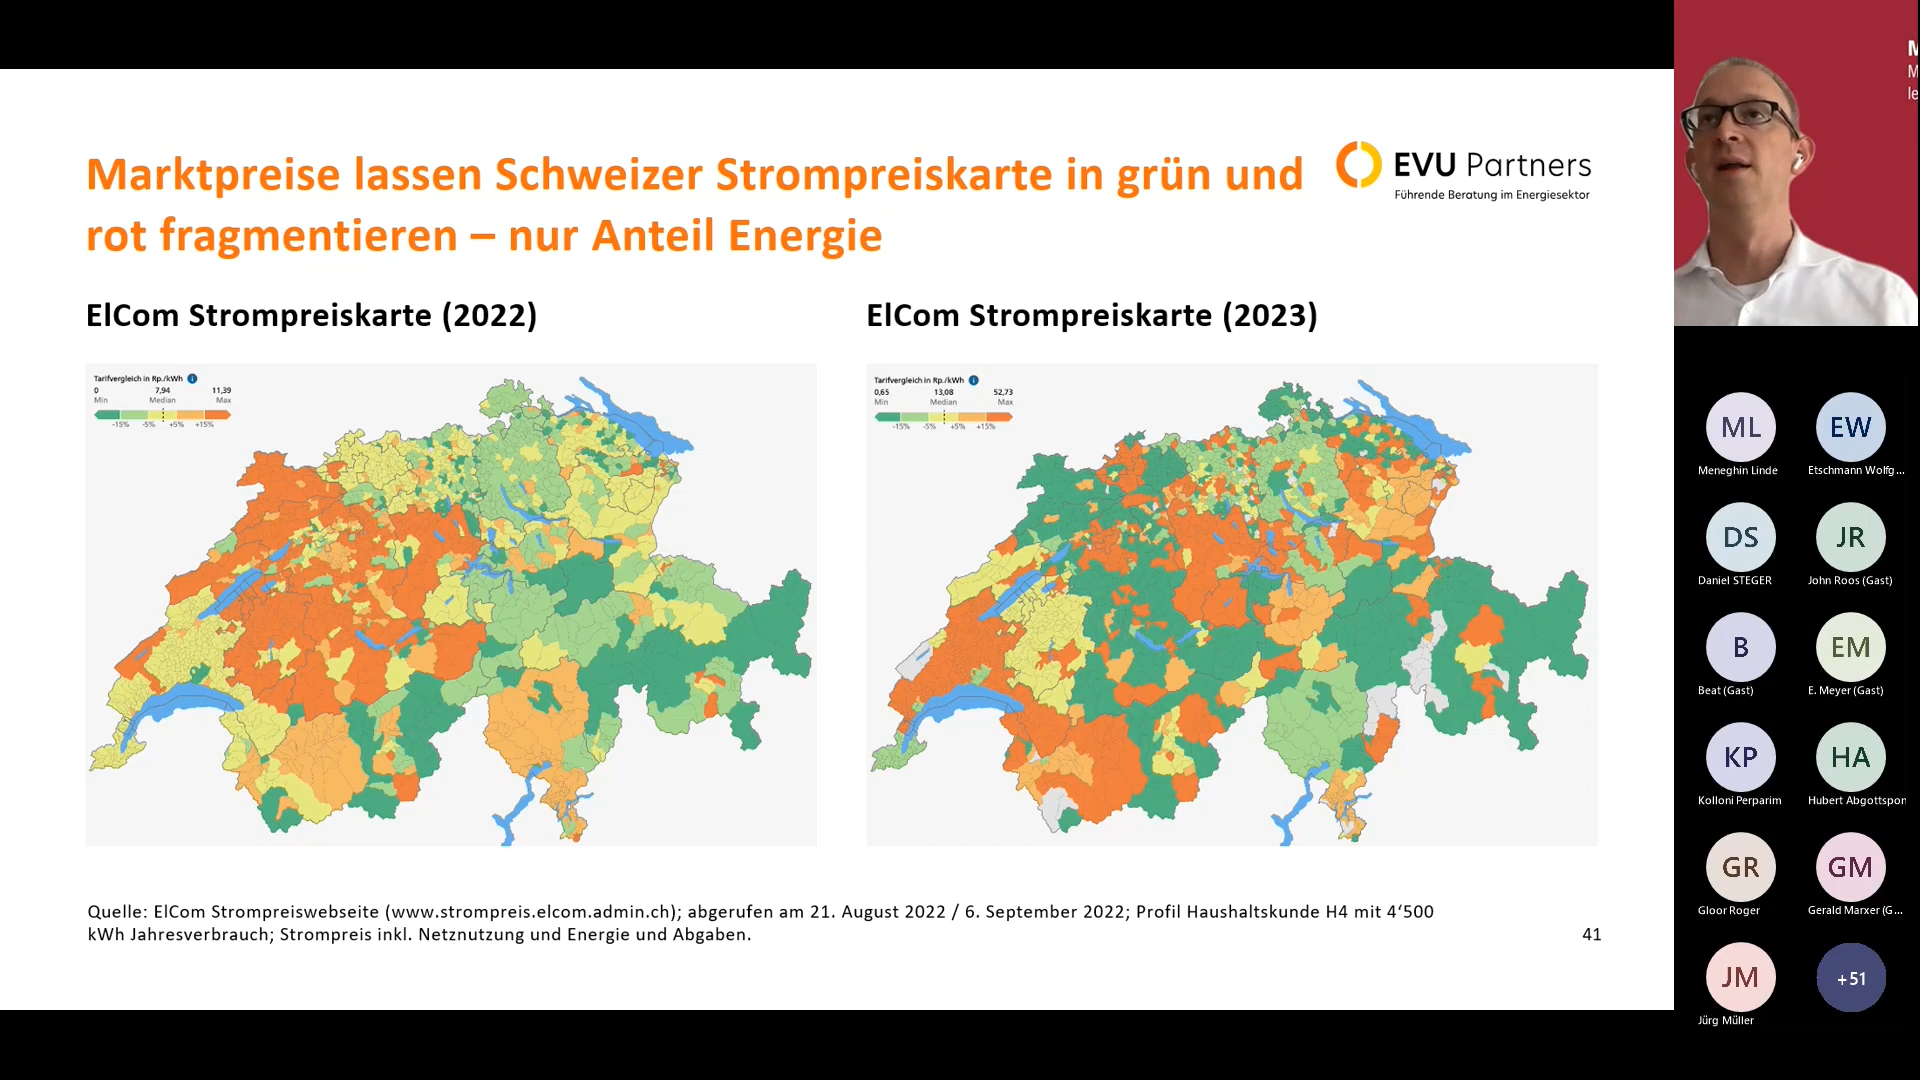 Marktpreise lassen Schweizer Strompreiskarte in grün und
rot fragmentieren – nur Anteil Energie
EVU Partners
Führende Beratung im Energiesektor
ElCom Strompreiskarte (2022)
Tarifvergleich in Rp./kWh i
0 7,94 11,39
Min Median Max
-15% -5% +5% +15%
ElCom Strompreiskarte (2023)
Tarifvergleich in Rp./kWh i
0,65 13,08 52,73
Min Median Max
-15% -5% +5% +15%
Quelle: ElCom Strompreiswebseite (www.strompreis.elcom.admin.ch); abgerufen am 21. August 2022 / 6. September 2022; Profil Haushaltskunde H4 mit 4‘500
kWh Jahresverbrauch; Strompreis inkl. Netznutzung und Energie und Abgaben.
41
M
M
le
ML EW
Meneghin Linde Etschmann Wolfg...
DS JR
Daniel STEGER John Roos (Gast)
B EM
Beat (Gast) E. Meyer (Gast)
KP HA
Kolloni Perparim Hubert Abgottspon
GR GM
Gloor Roger Gerald Marxer (G...
JM +51
Jürg Müller